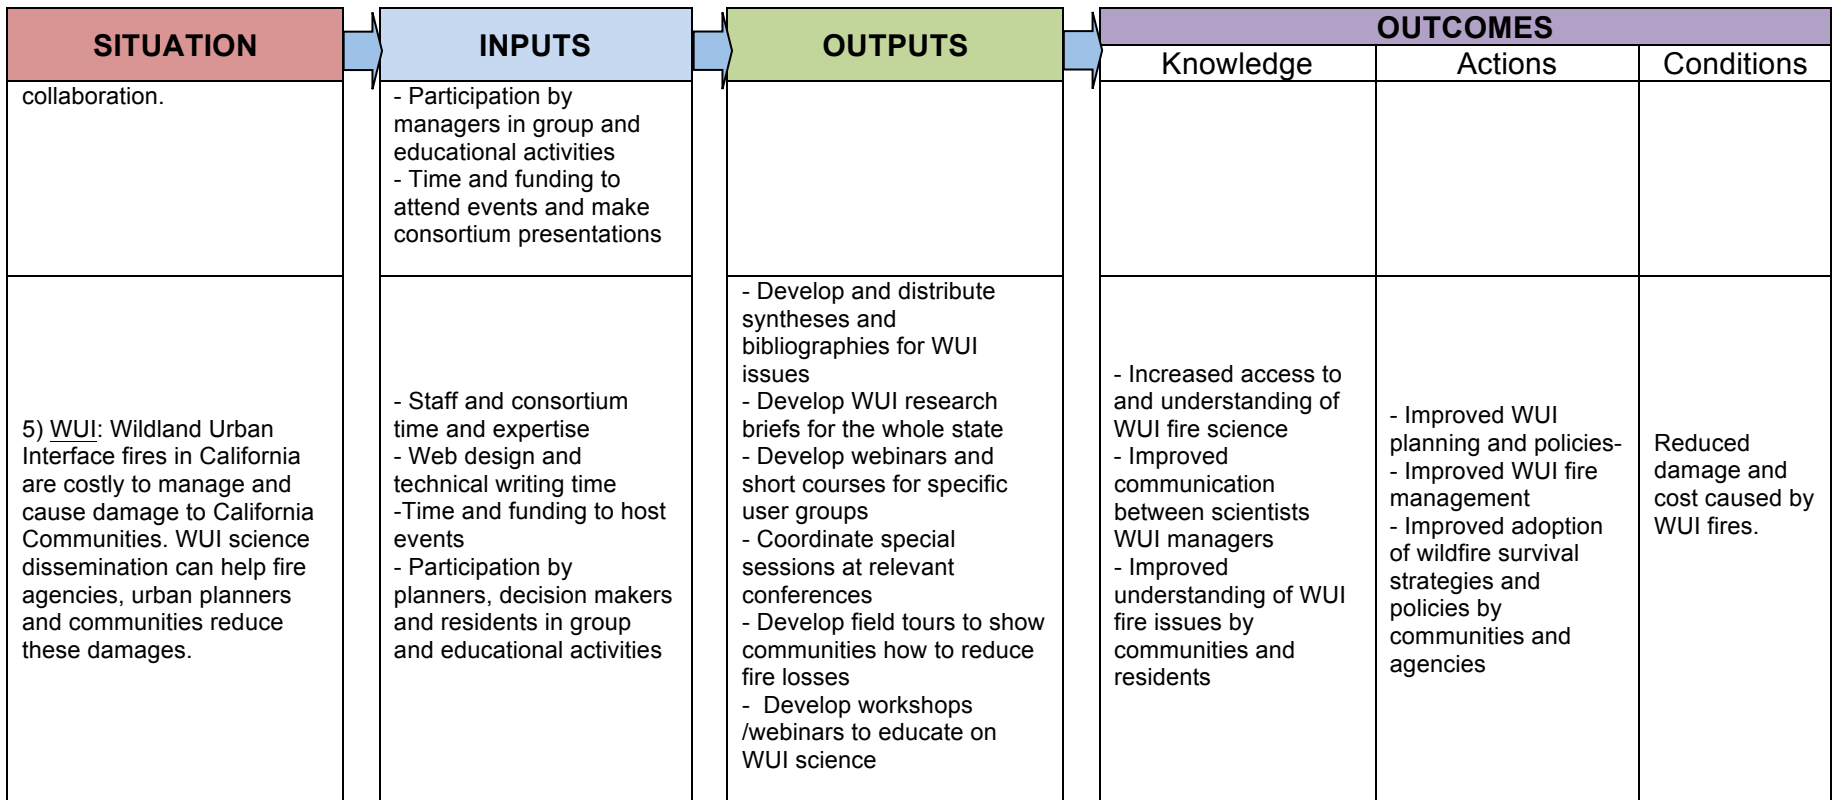 SITUATION
INPUTS
OUTPUTS
OUTCOMES
Knowledge
Actions
Conditions
collaboration.
- Participation by
managers in group and
educational activities
- Time and funding to
attend events and make
consortium presentations
5) WUI: Wildland Urban
Interface fires in California
are costly to manage and
cause damage to California
Communities. WUI science
dissemination can help fire
agencies, urban planners
and communities reduce
these damages.
- Staff and consortium
time and expertise
- Web design and
technical writing time
-Time and funding to host
events
- Participation by
planners, decision makers
and residents in group
and educational activities
- Develop and distribute
syntheses and
bibliographies for WUI
issues
- Develop WUI research
briefs for the whole state
- Develop webinars and
short courses for specific
user groups
- Coordinate special
sessions at relevant
conferences
- Develop field tours to show
communities how to reduce
fire losses
-  Develop workshops
/webinars to educate on
WUI science
- Increased access to
and understanding of
WUI fire science
- Improved
communication
between scientists
WUI managers
- Improved
understanding of WUI
fire issues by
communities and
residents
- Improved WUI
planning and policies-
- Improved WUI fire
management
- Improved adoption
of wildfire survival
strategies and
policies by
communities and
agencies
Reduced
damage and
cost caused by
WUI fires.